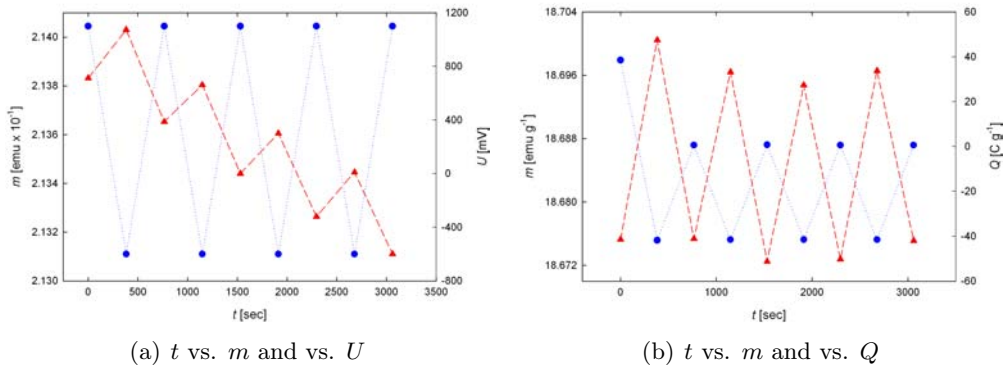 2.140
2.138
2.136
2.134
2.132
2.130
m [emu x 10⁻¹]
1200
800
400
0
-400
-800
U [mV]
0 500 1000 1500 2000 2500 3000 3500
t [sec]
(a) t vs. m and vs. U
18.704
18.696
18.688
18.680
18.672
m [emu g⁻¹]
60
40
20
0
-20
-40
-60
Q [C g⁻¹]
0 1000 2000 3000
t [sec]
(b) t vs. m and vs. Q